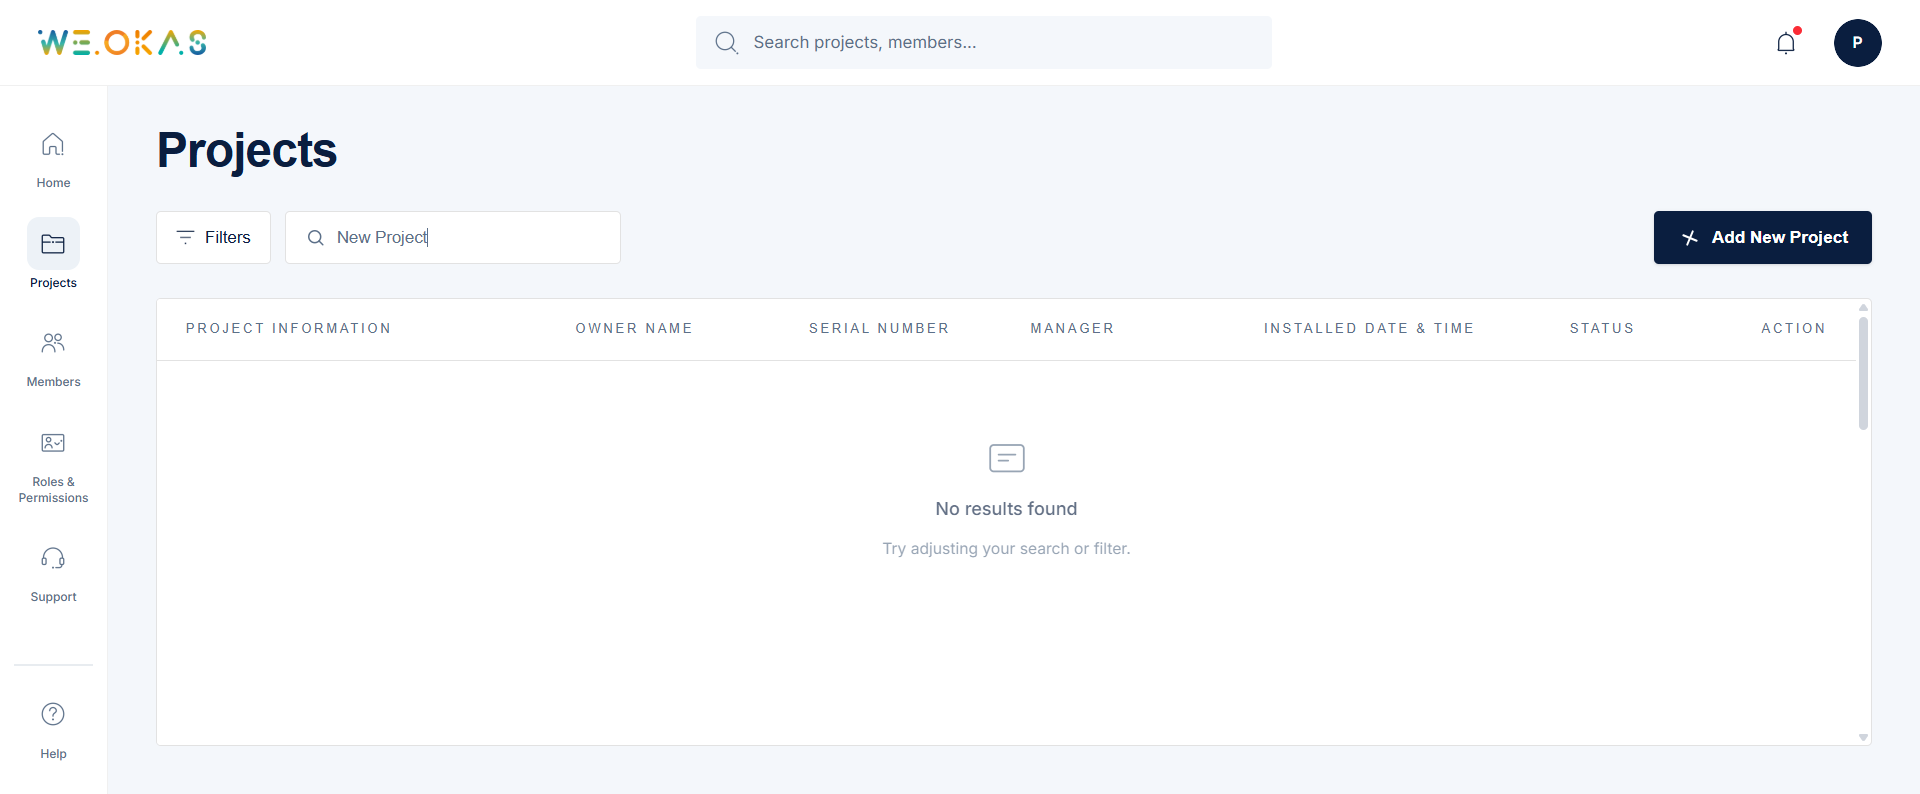 WE.OKAS
Search projects, members...
P
Home
Projects
Members
Roles &
Permissions
Support
Help
Projects
Filters
New Project
Add New Project
PROJECT INFORMATION OWNER NAME SERIAL NUMBER MANAGER INSTALLED DATE & TIME STATUS ACTION
No results found
Try adjusting your search or filter.